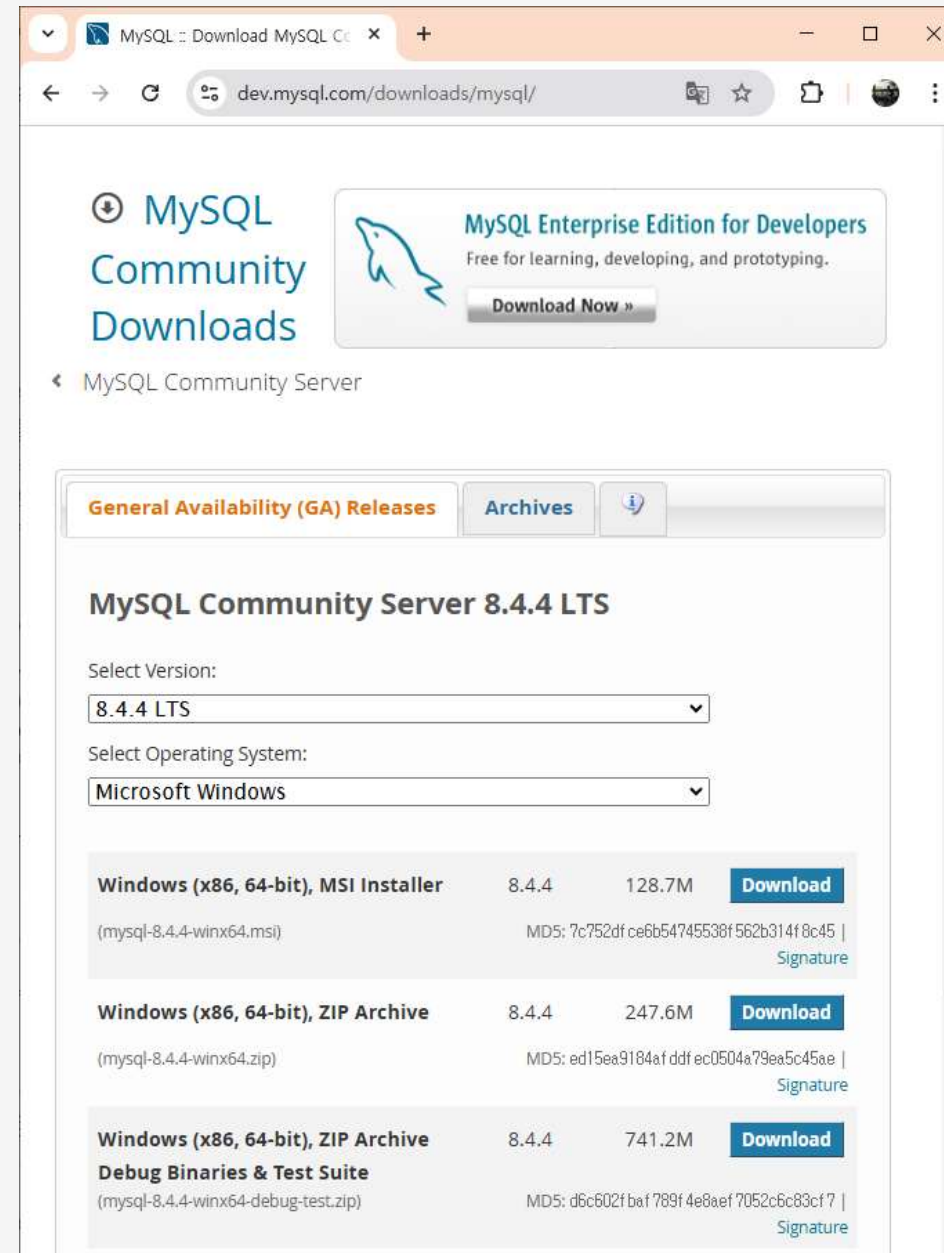 MySQL :: Download MySQL Cc
dev.mysql.com/downloads/mysql/
MySQL
Community
Downloads
MySQL Enterprise Edition for Developers
Free for learning, developing, and prototyping.
Download Now »
MySQL Community Server
General Availability (GA) Releases Archives
MySQL Community Server 8.4.4 LTS
Select Version:
8.4.4 LTS
Select Operating System:
Microsoft Windows
Windows (x86, 64-bit), MSI Installer 8.4.4 128.7M Download
(mysql-8.4.4-winx64.msi) MD5: 7c752dfce6b54745538f562b314f8c45 |
Signature
Windows (x86, 64-bit), ZIP Archive 8.4.4 247.6M Download
(mysql-8.4.4-winx64.zip) MD5: ed15ea9184afddfec0504a79ea5c45ae |
Signature
Windows (x86, 64-bit), ZIP Archive 8.4.4 741.2M Download
Debug Binaries & Test Suite
(mysql-8.4.4-winx64-debug-test.zip) MD5: d6c602fbaf789f4e8aef7052c6c83cf7 |
Signature